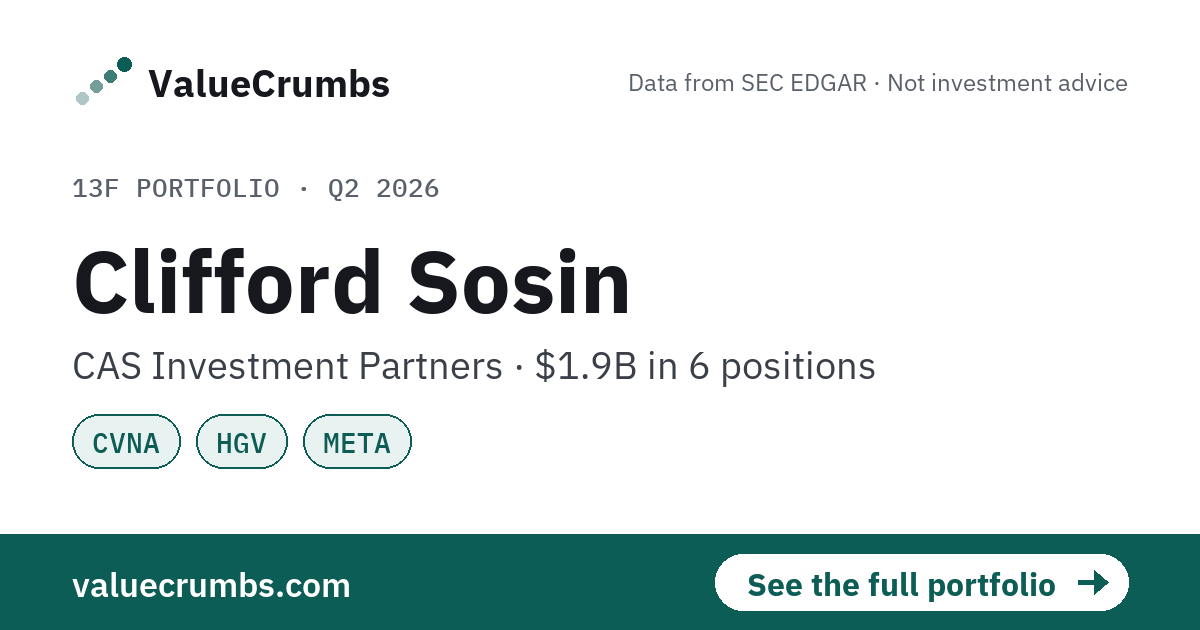 ValueCrumbs
Data from SEC EDGAR · Not investment advice
13F PORTFOLIO · Q2 2026
Clifford Sosin
CAS Investment Partners · $1.9B in 6 positions
CVNA HGV META
valuecrumbs.com
See the full portfolio →